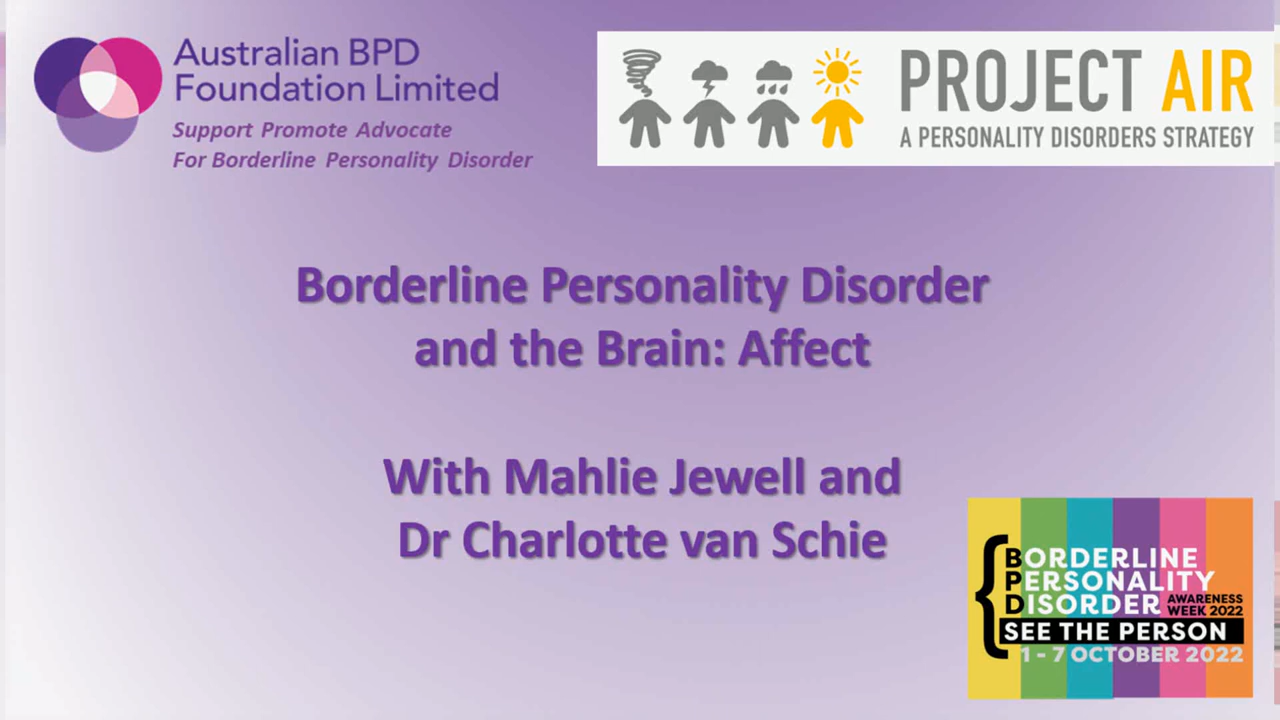 Australian BPD
Foundation Limited
Support Promote Advocate
For Borderline Personality Disorder
PROJECT AIR
A PERSONALITY DISORDERS STRATEGY
Borderline Personality Disorder
and the Brain: Affect
With Mahlie Jewell and
Dr Charlotte van Schie
BORDERLINE
PERSONALITY
DISORDER AWARENESS
WEEK 2022
SEE THE PERSON
1 - 7 OCTOBER 2022